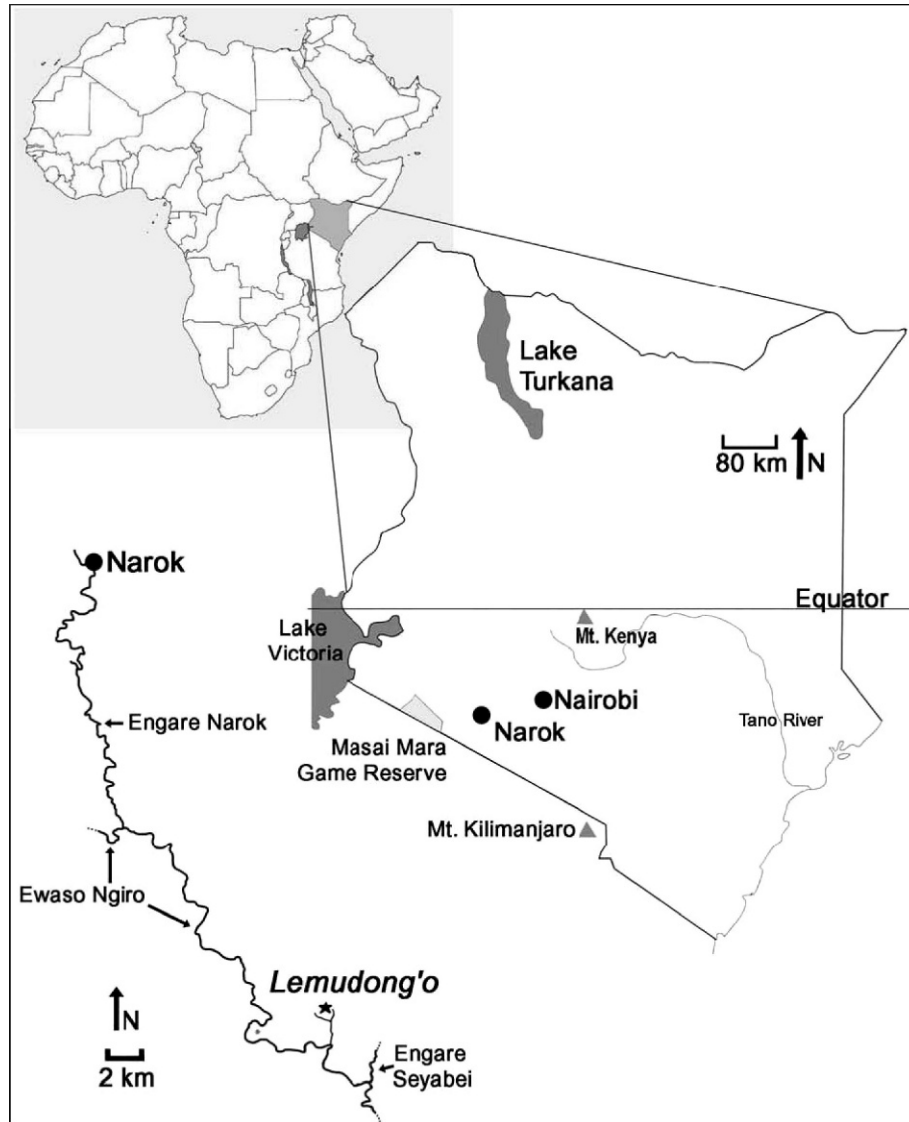 Lake
Turkana
80 km
N
Narok
Equator
Lake
Victoria
Mt. Kenya
Nairobi
Narok
Tano River
Engare Narok
Masai Mara
Game Reserve
Mt. Kilimanjaro
Ewaso Ngiro
Lemudong'o
N
2 km
Engare
Seyabei